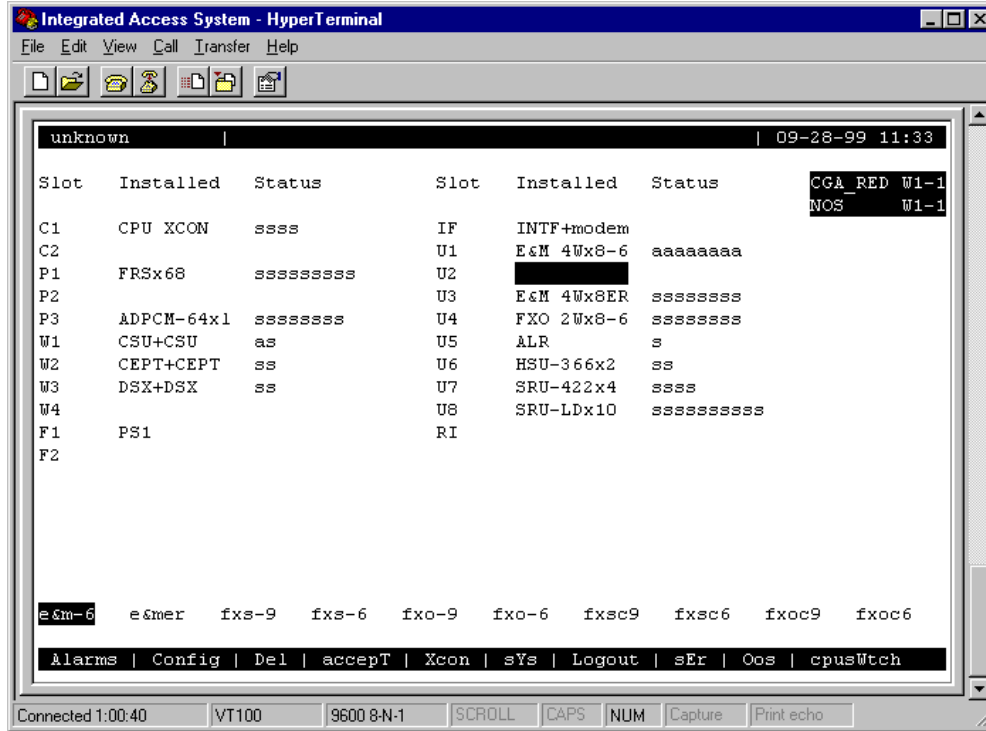 Integrated Access System - HyperTerminal
File Edit View Call Transfer Help
unknown | | 09-28-99 11:33
Slot Installed Status Slot Installed Status CGA_RED W1-1
NOS W1-1
C1 CPU XCON ssss IF INTF+modem
C2 U1 E&M 4Wx8-6 aaaaaaaa
P1 FRSx68 sssssssss U2
P2 U3 E&M 4Wx8ER ssssssss
P3 ADPCM-64x1 ssssssss U4 FXO 2Wx8-6 ssssssss
W1 CSU+CSU as U5 ALR s
W2 CEPT+CEPT ss U6 HSU-366x2 ss
W3 DSX+DSX ss U7 SRU-422x4 ssss
W4 U8 SRU-LDx10 ssssssssss
F1 PS1 RI
F2
e&m-6 e&mer fxs-9 fxs-6 fxo-9 fxo-6 fxsc9 fxsc6 fxoc9 fxoc6
Alarms | Config | Del | accepT | Xcon | sYs | Logout | sEr | Oos | cpusWtch
Connected 1:00:40 VT100 9600 8-N-1 SCROLL CAPS NUM Capture Print echo